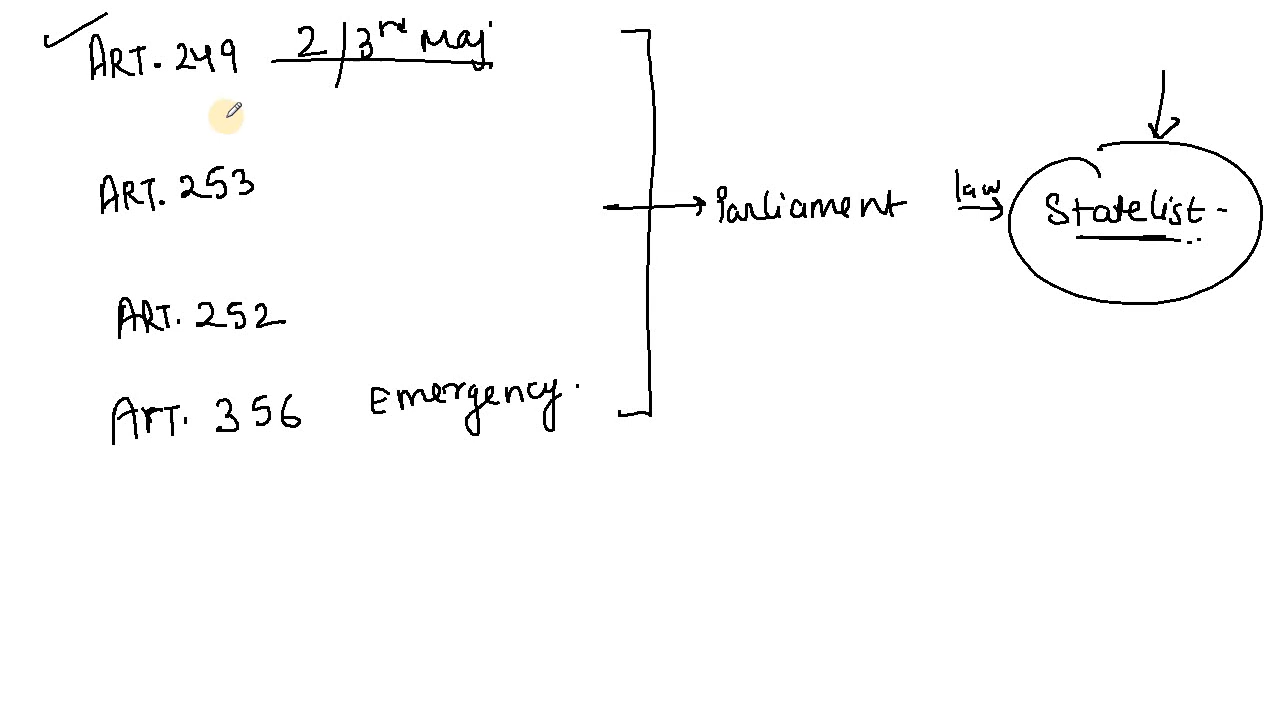 ART. 249 2/3rd Maj
ART. 253
Parliament law Statelist -
ART. 252
ART. 356 Emergency.